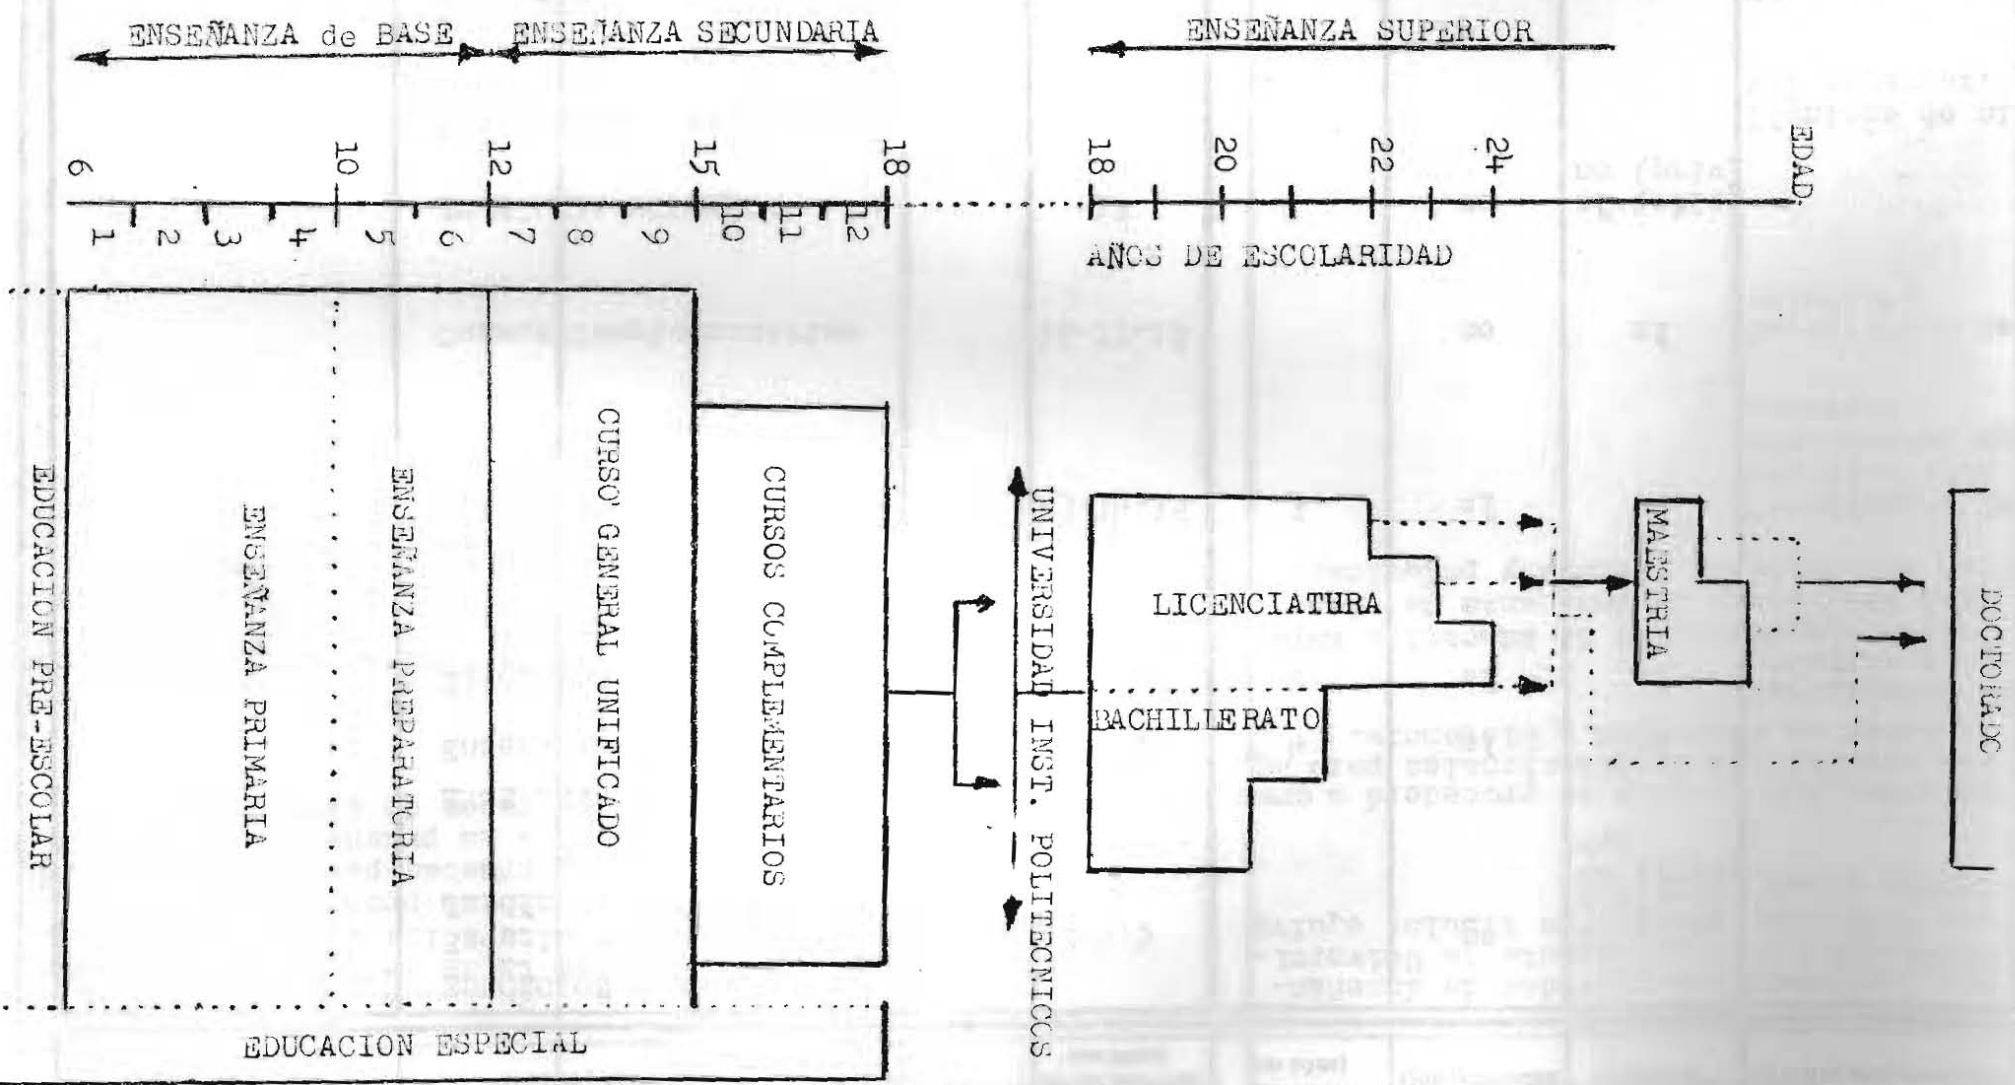 ENSEÑANZA de BASE
ENSEÑANZA SECUNDARIA
ENSEÑANZA SUPERIOR
EDAD.
6
10
12
15
18
18
20
22
24
1
2
3
4
5
6
7
8
9
10
11
12
AÑOS DE ESCOLARIDAD
EDUCACION PRE-ESCOLAR
ENSEÑANZA PRIMARIA
ENSEÑANZA PREPARATORIA
CURSO GENERAL UNIFICADO
CURSOS COMPLEMENTARIOS
UNIVERSIDAD INST. POLITECNICOS
LICENCIATURA
BACHILLERATO
MAESTRIA
DOCTORADO
EDUCACION ESPECIAL